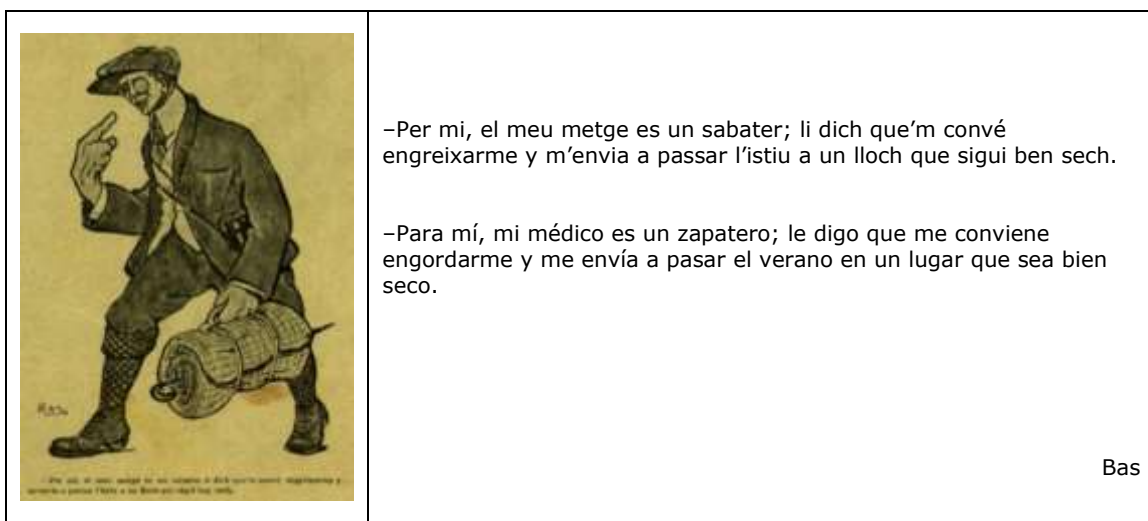 –Per mi, el meu metge es un sabater; li dich que’m convé
engreixarme y m’envia a passar l’istiu a un lloch que sigui ben sech.
–Para mí, mi médico es un zapatero; le digo que me conviene
engordarme y me envía a pasar el verano en un lugar que sea bien
seco.
Bas